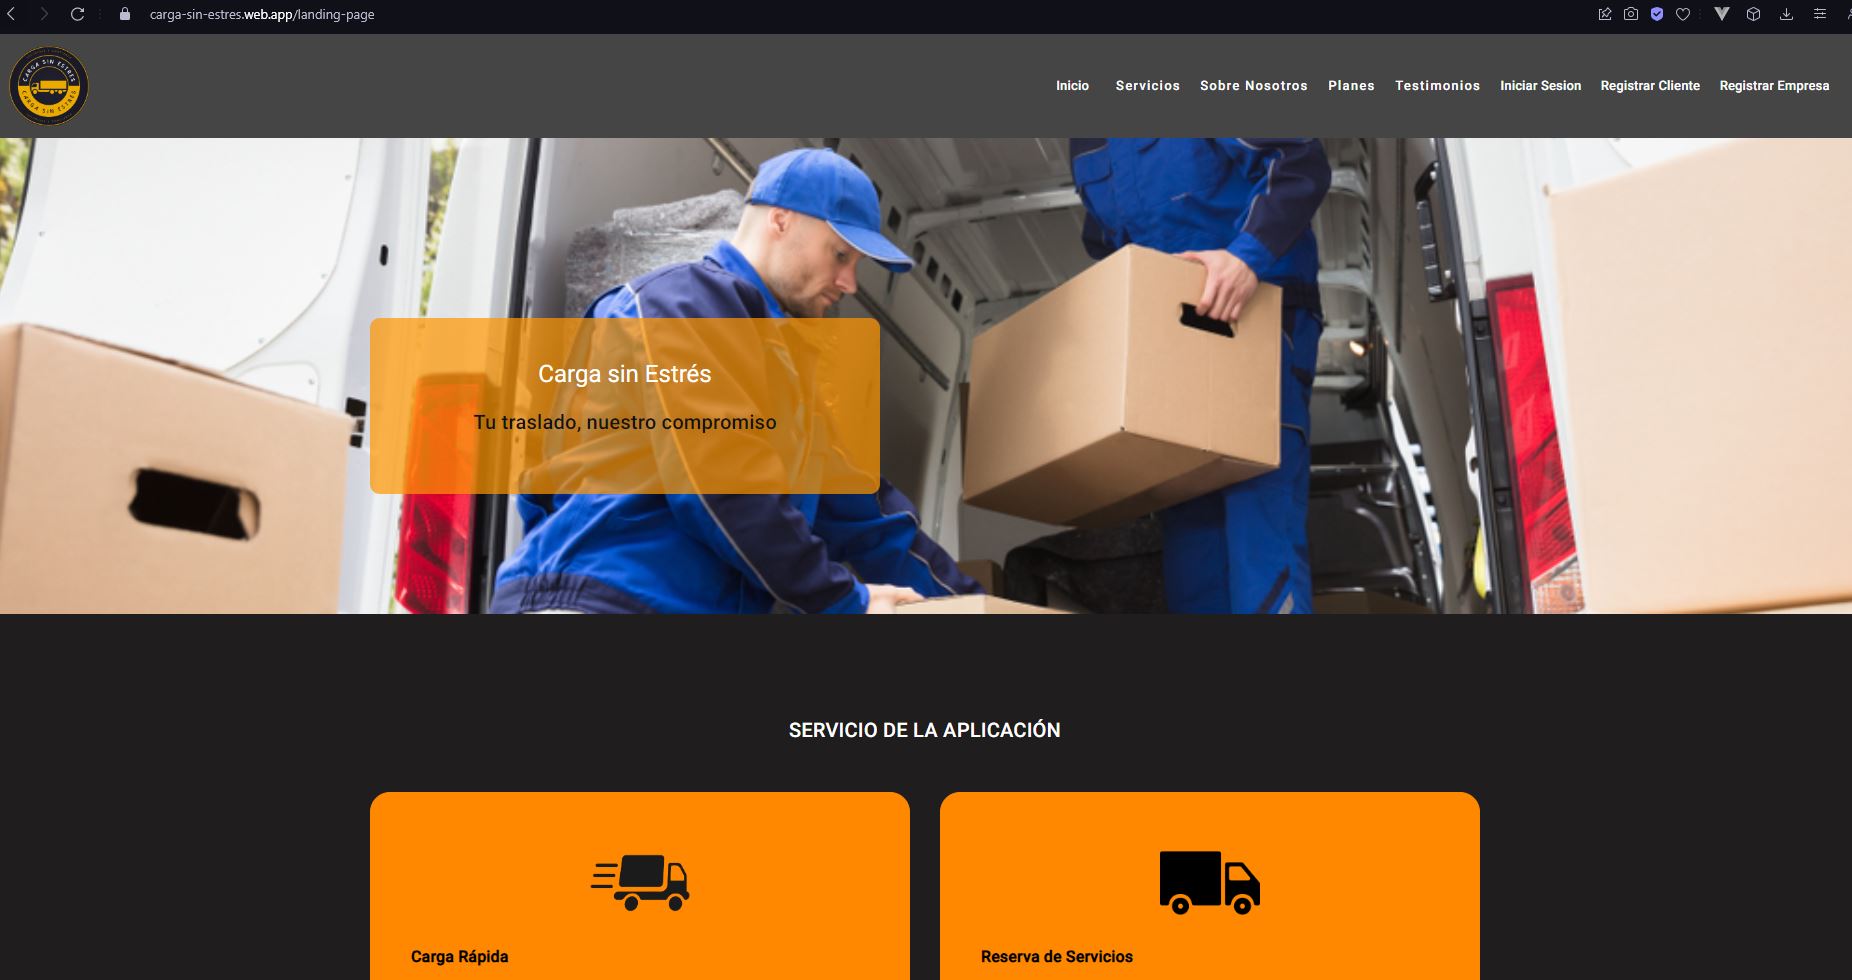 carga-sin-estres.web.app/landing-page
CARGA SIN ESTRES
CARGA SIN ESTRES
Inicio Servicios Sobre Nosotros Planes Testimonios Iniciar Sesion Registrar Cliente Registrar Empresa
Carga sin Estrés
Tu traslado, nuestro compromiso
SERVICIO DE LA APLICACIÓN
Carga Rápida
Reserva de Servicios